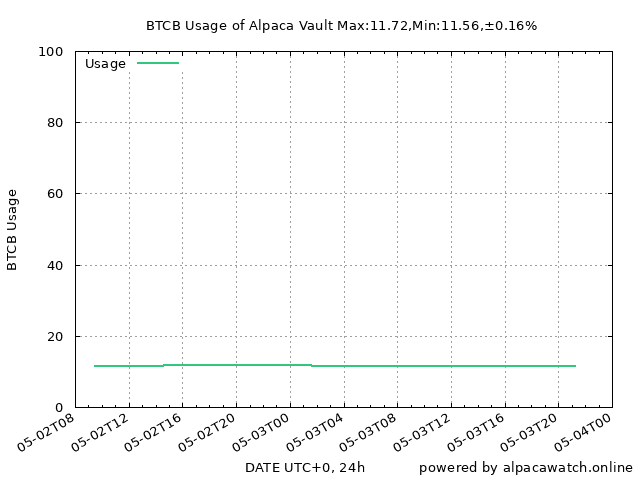 BTCB Usage of Alpaca Vault Max:11.72,Min:11.56,±0.16%
100
Usage
80
60
BTCB Usage
40
20
0
05-02T08
05-02T12
05-02T16
05-02T20
05-03T00
05-03T04
05-03T08
05-03T12
05-03T16
05-03T20
05-04T00
DATE UTC+0, 24h
powered by alpacawatch.online